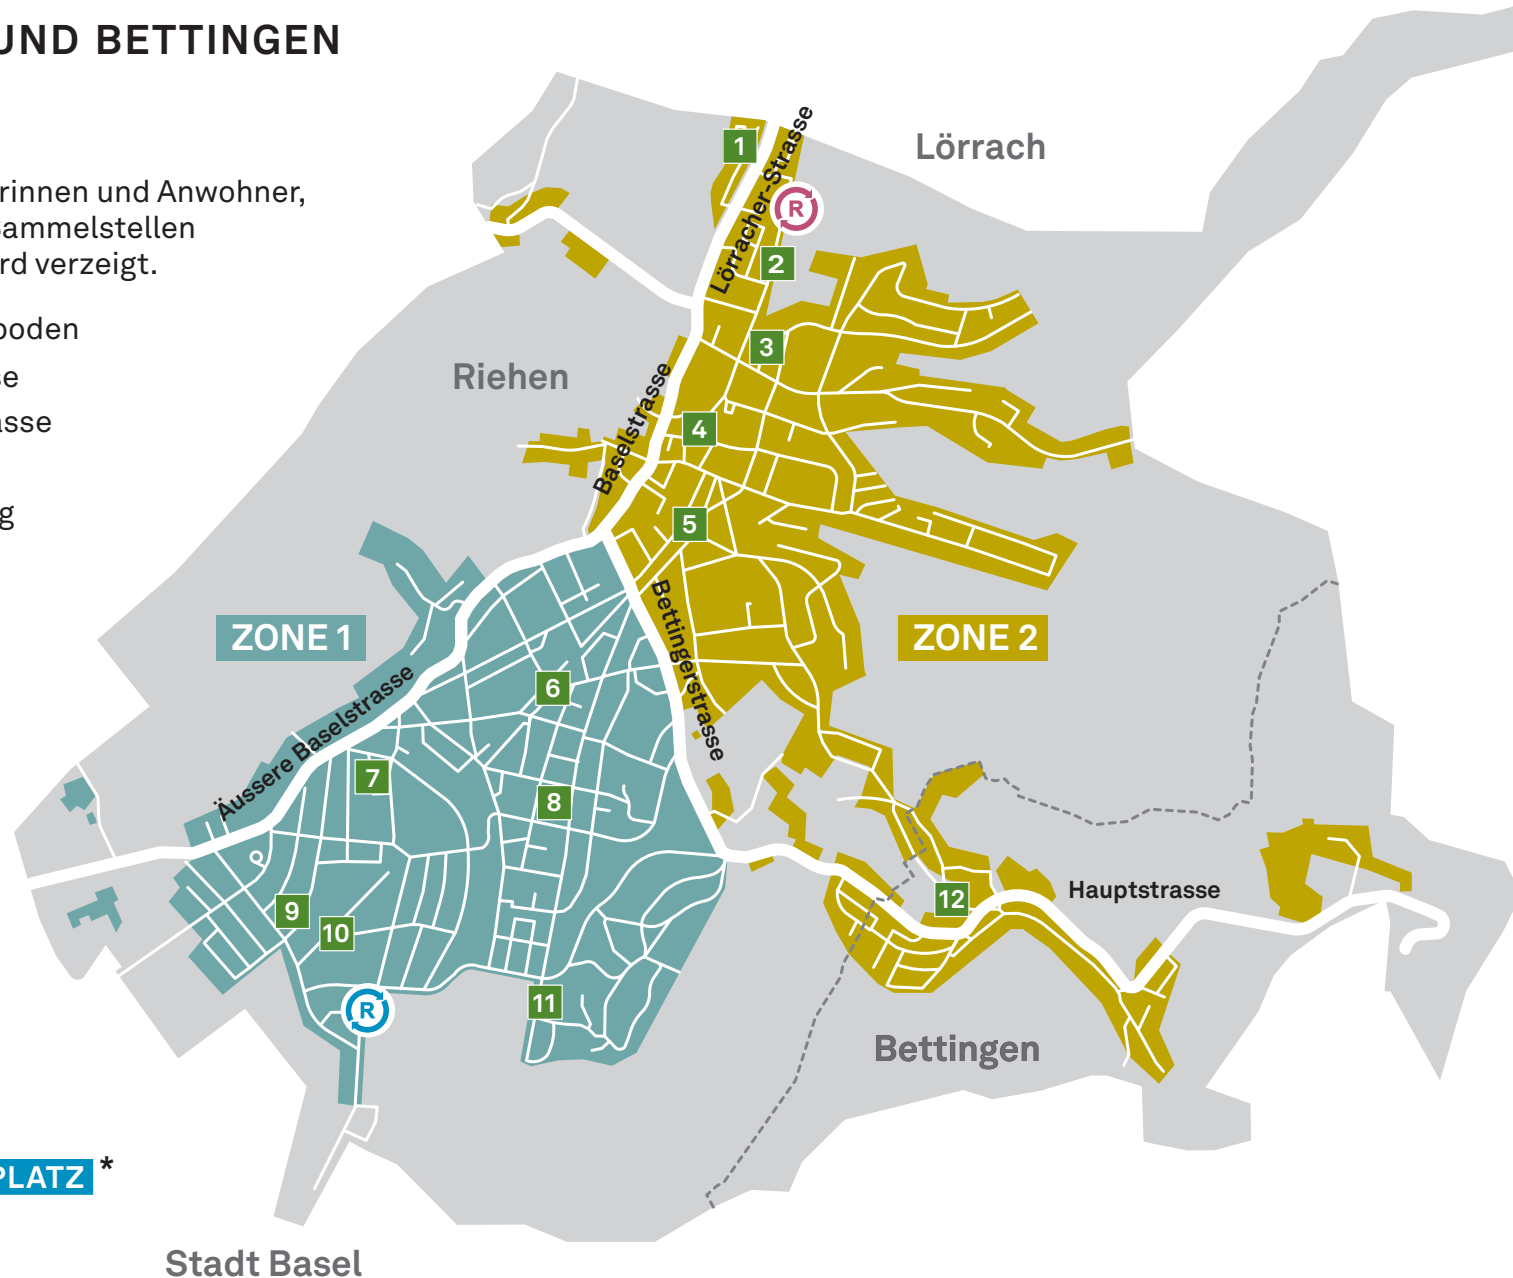 UND BETTINGEN
rinnen und Anwohner,
Sammelstellen
rd verzeigt.
boden
se
asse
g
PLATZ *
Lörrach
Riehen
Lörracher-Strasse
Baselstrasse
Äussere Baselstrasse
Bettingerstrasse
Hauptstrasse
ZONE 1
ZONE 2
Bettingen
Stadt Basel
1
R
2
3
4
5
6
7
8
9
10
11
12
R